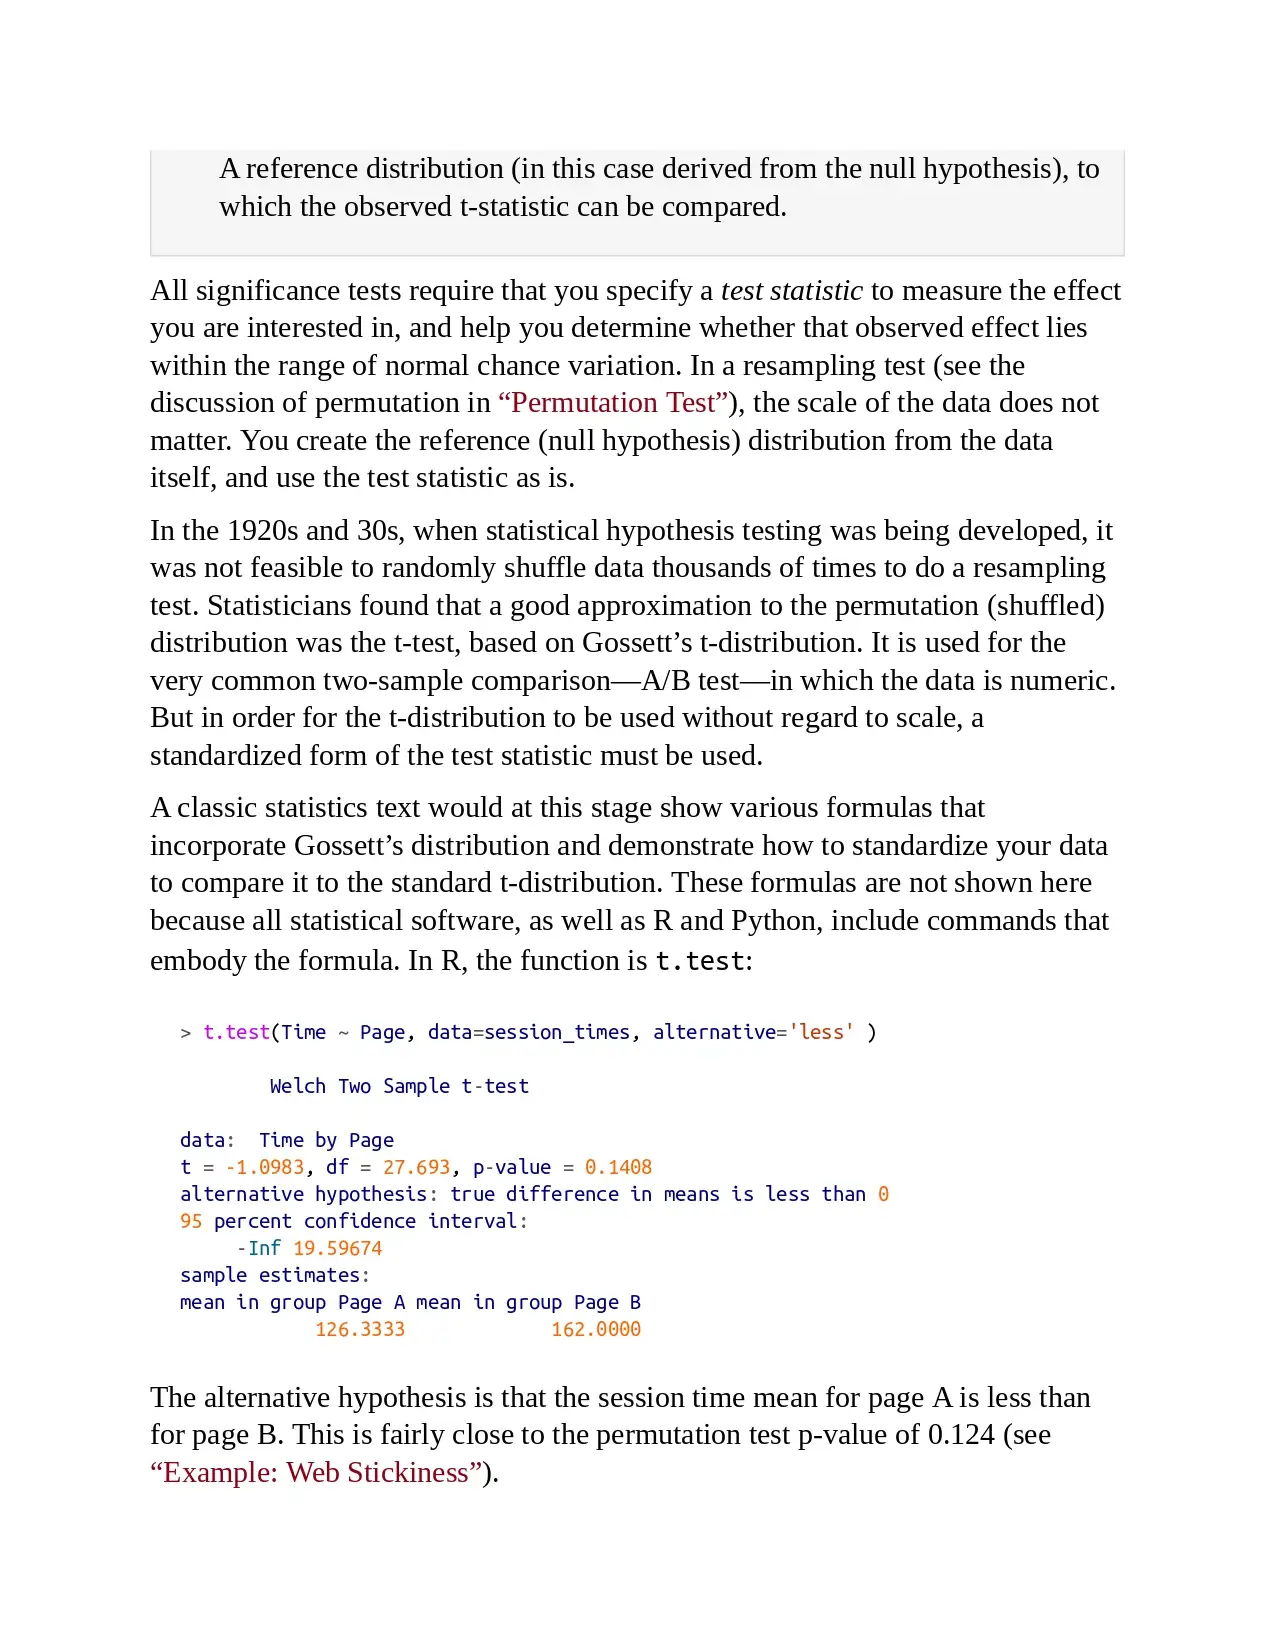 A reference distribution (in this case derived from the null hypothesis), to
which the observed t-statistic can be compared.
All significance tests require that you specify a test statistic to measure the effect
you are interested in, and help you determine whether that observed effect lies
within the range of normal chance variation. In a resampling test (see the
discussion of permutation in “Permutation Test”), the scale of the data does not
matter. You create the reference (null hypothesis) distribution from the data
itself, and use the test statistic as is.
In the 1920s and 30s, when statistical hypothesis testing was being developed, it
was not feasible to randomly shuffle data thousands of times to do a resampling
test. Statisticians found that a good approximation to the permutation (shuffled)
distribution was the t-test, based on Gossett’s t-distribution. It is used for the
very common two-sample comparison—A/B test—in which the data is numeric.
But in order for the t-distribution to be used without regard to scale, a
standardized form of the test statistic must be used.
A classic statistics text would at this stage show various formulas that
incorporate Gossett’s distribution and demonstrate how to standardize your data
to compare it to the standard t-distribution. These formulas are not shown here
because all statistical software, as well as R and Python, include commands that
embody the formula. In R, the function is t.test:
> t.test(Time ~ Page, data=session_times, alternative='less' )
Welch Two Sample t-test
data:  Time by Page
t = -1.0983, df = 27.693, p-value = 0.1408
alternative hypothesis: true difference in means is less than 0
95 percent confidence interval:
-Inf 19.59674
sample estimates:
mean in group Page A mean in group Page B
126.3333             162.0000
The alternative hypothesis is that the session time mean for page A is less than
for page B. This is fairly close to the permutation test p-value of 0.124 (see
“Example: Web Stickiness”).